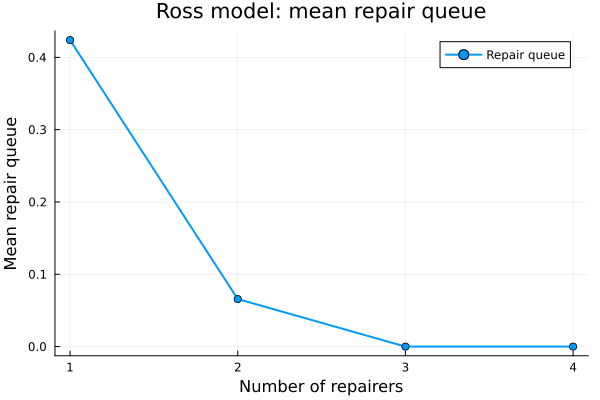 Ross model: mean repair queue
Repair queue
Mean repair queue
0.4
0.3
0.2
0.1
0.0
1
2
3
4
Number of repairers